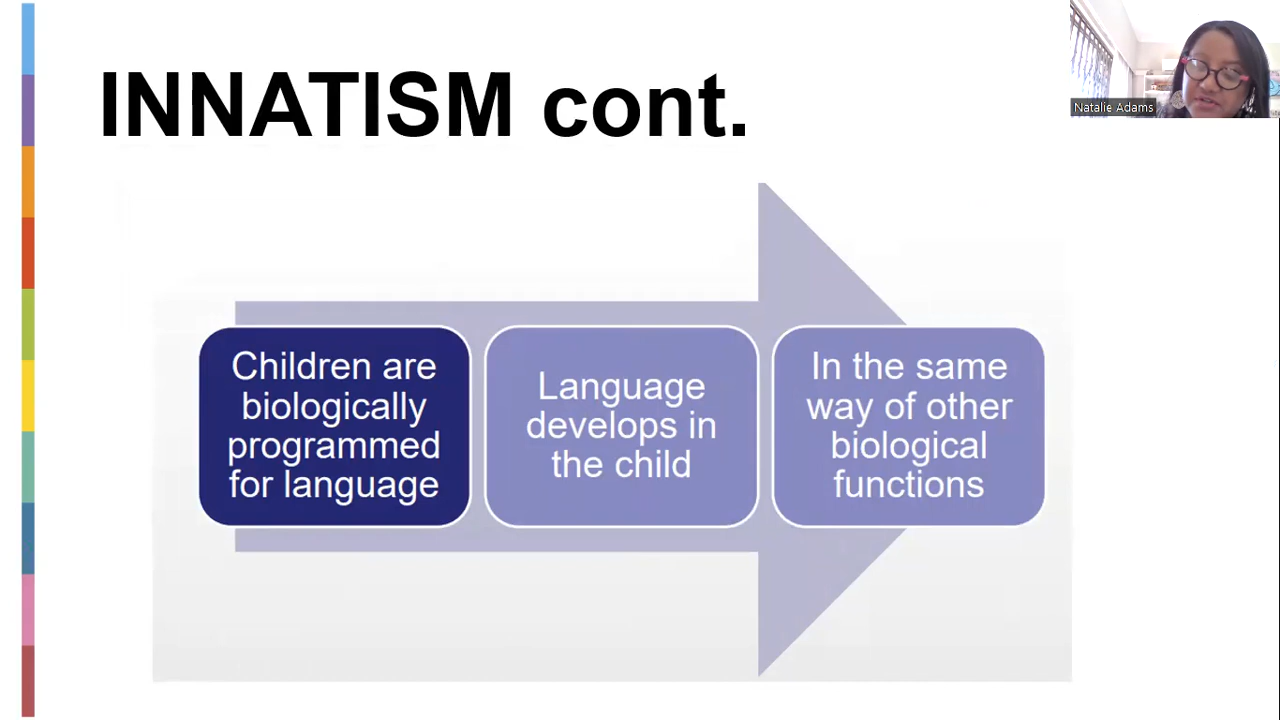 INNATISM cont.
Natalie Adams
Children are
biologically
programmed
for language
Language
develops in
the child
In the same
way of other
biological
functions